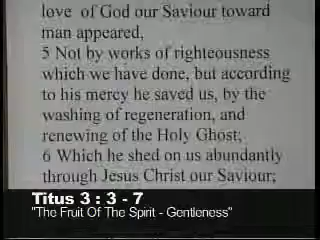 love of God our Saviour toward
man appeared,
5 Not by works of righteousness
which we have done, but according
to his mercy he saved us, by the
washing of regeneration, and
renewing of the Holy Ghost;
6 Which he shed on us abundantly
through Jesus Christ our Saviour;
Titus 3 : 3 - 7
"The Fruit Of The Spirit - Gentleness"